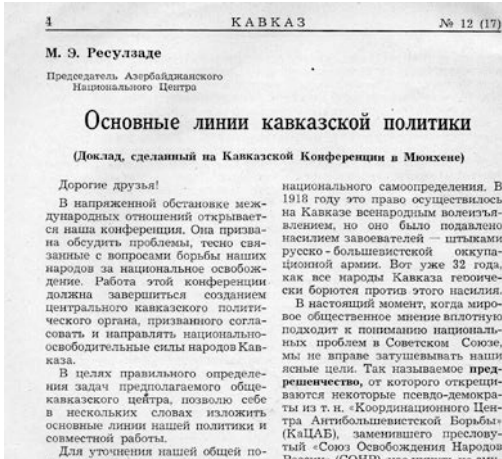 4 КАВКАЗ № 12 (17)
М. Э. Ресулзаде
Председатель Азербайджанского
Национального Центра
Основные линии кавказской политики
(Доклад, сделанный на Кавказской Конференции в Мюнхене)
Дорогие друзья!
В напряженной обстановке меж-
дународных отношений открывает-
ся наша конференция. Она призва-
на обсудить проблемы, тесно свя-
занные с вопросами борьбы наших
народов за национальное освобож-
дение. Работа этой конференции
должна завершиться созданием
центрального кавказского полити-
ческого органа, призванного согла-
совать и направлять национально-
освободительные силы народов Кав-
каза.
В целях правильного определе-
ния задач предполагаемого обще-
кавказского центра, позволю себе
в нескольких словах изложить
основные линии нашей политики и
совместной работы.
Для уточнения нашей общей по-
национального самоопределения. В
1918 году это право осуществилось
на Кавказе всенародным волеизъя-
влением, но оно было подавлено
насилием завоевателей — штыками
русско-большевистской оккупа-
ционной армии. Вот уже 32 года,
как все народы Кавказа героиче-
ски борются против этого насилия.
В настоящий момент, когда миро-
вое общественное мнение вплотную
подходит к пониманию националь-
ных проблем в Советском Союзе,
мы не вправе затушевывать наши
ясные цели. Так называемое пред-
решенчество, от которого открещи-
ваются некоторые псевдо-демокра-
ты из т. н. «Координационного Цен-
тра Антибольшевистской Борьбы»
(КаЦАБ), заменившего пресловy-
тый «Союз Освобождения Народов